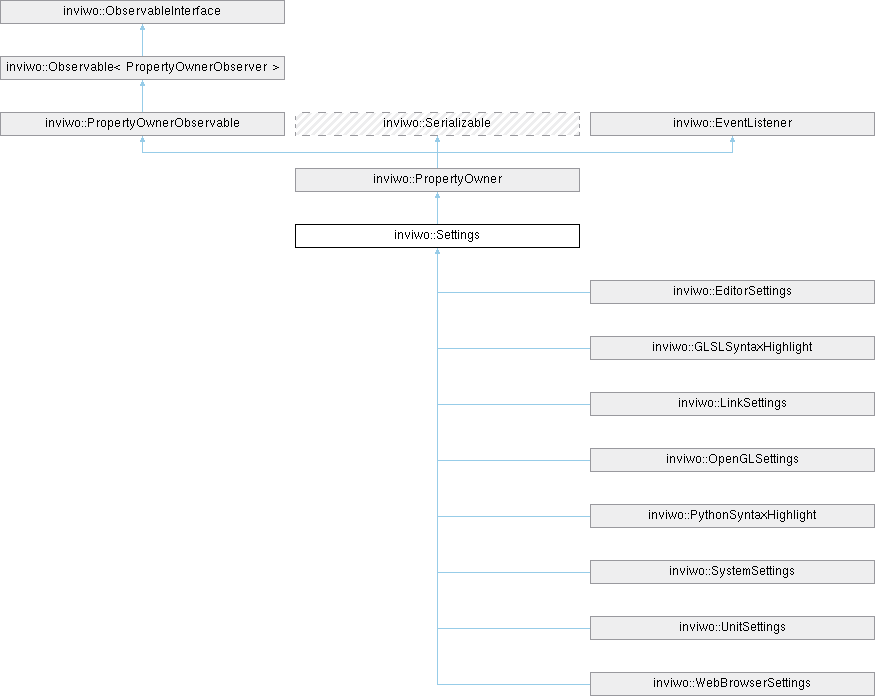 inviwo::ObservableInterface
inviwo::Observable< PropertyOwnerObserver >
inviwo::PropertyOwnerObservable
inviwo::Serializable
inviwo::EventListener
inviwo::PropertyOwner
inviwo::Settings
inviwo::EditorSettings
inviwo::GLSLSyntaxHighlight
inviwo::LinkSettings
inviwo::OpenGLSettings
inviwo::PythonSyntaxHighlight
inviwo::SystemSettings
inviwo::UnitSettings
inviwo::WebBrowserSettings